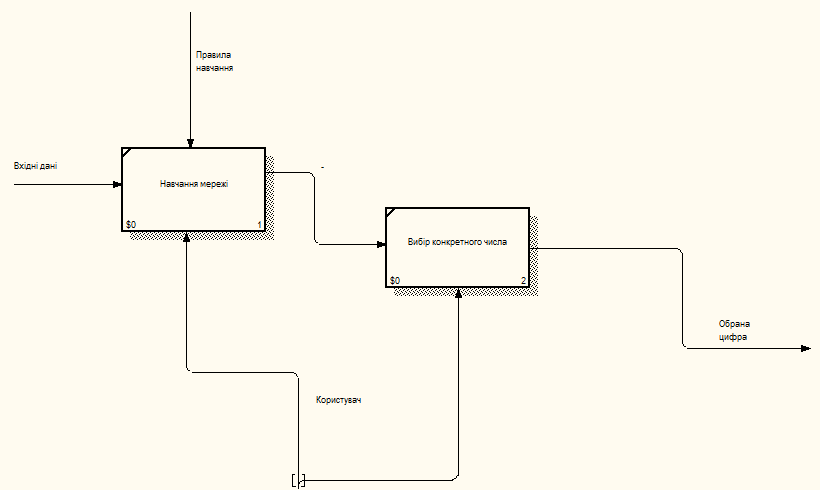 Правила
навчання
Вхідні дані
Навчання мережі
$0 1
-
Вибір конкретного числа
$0 2
Обрана
цифра
Користувач